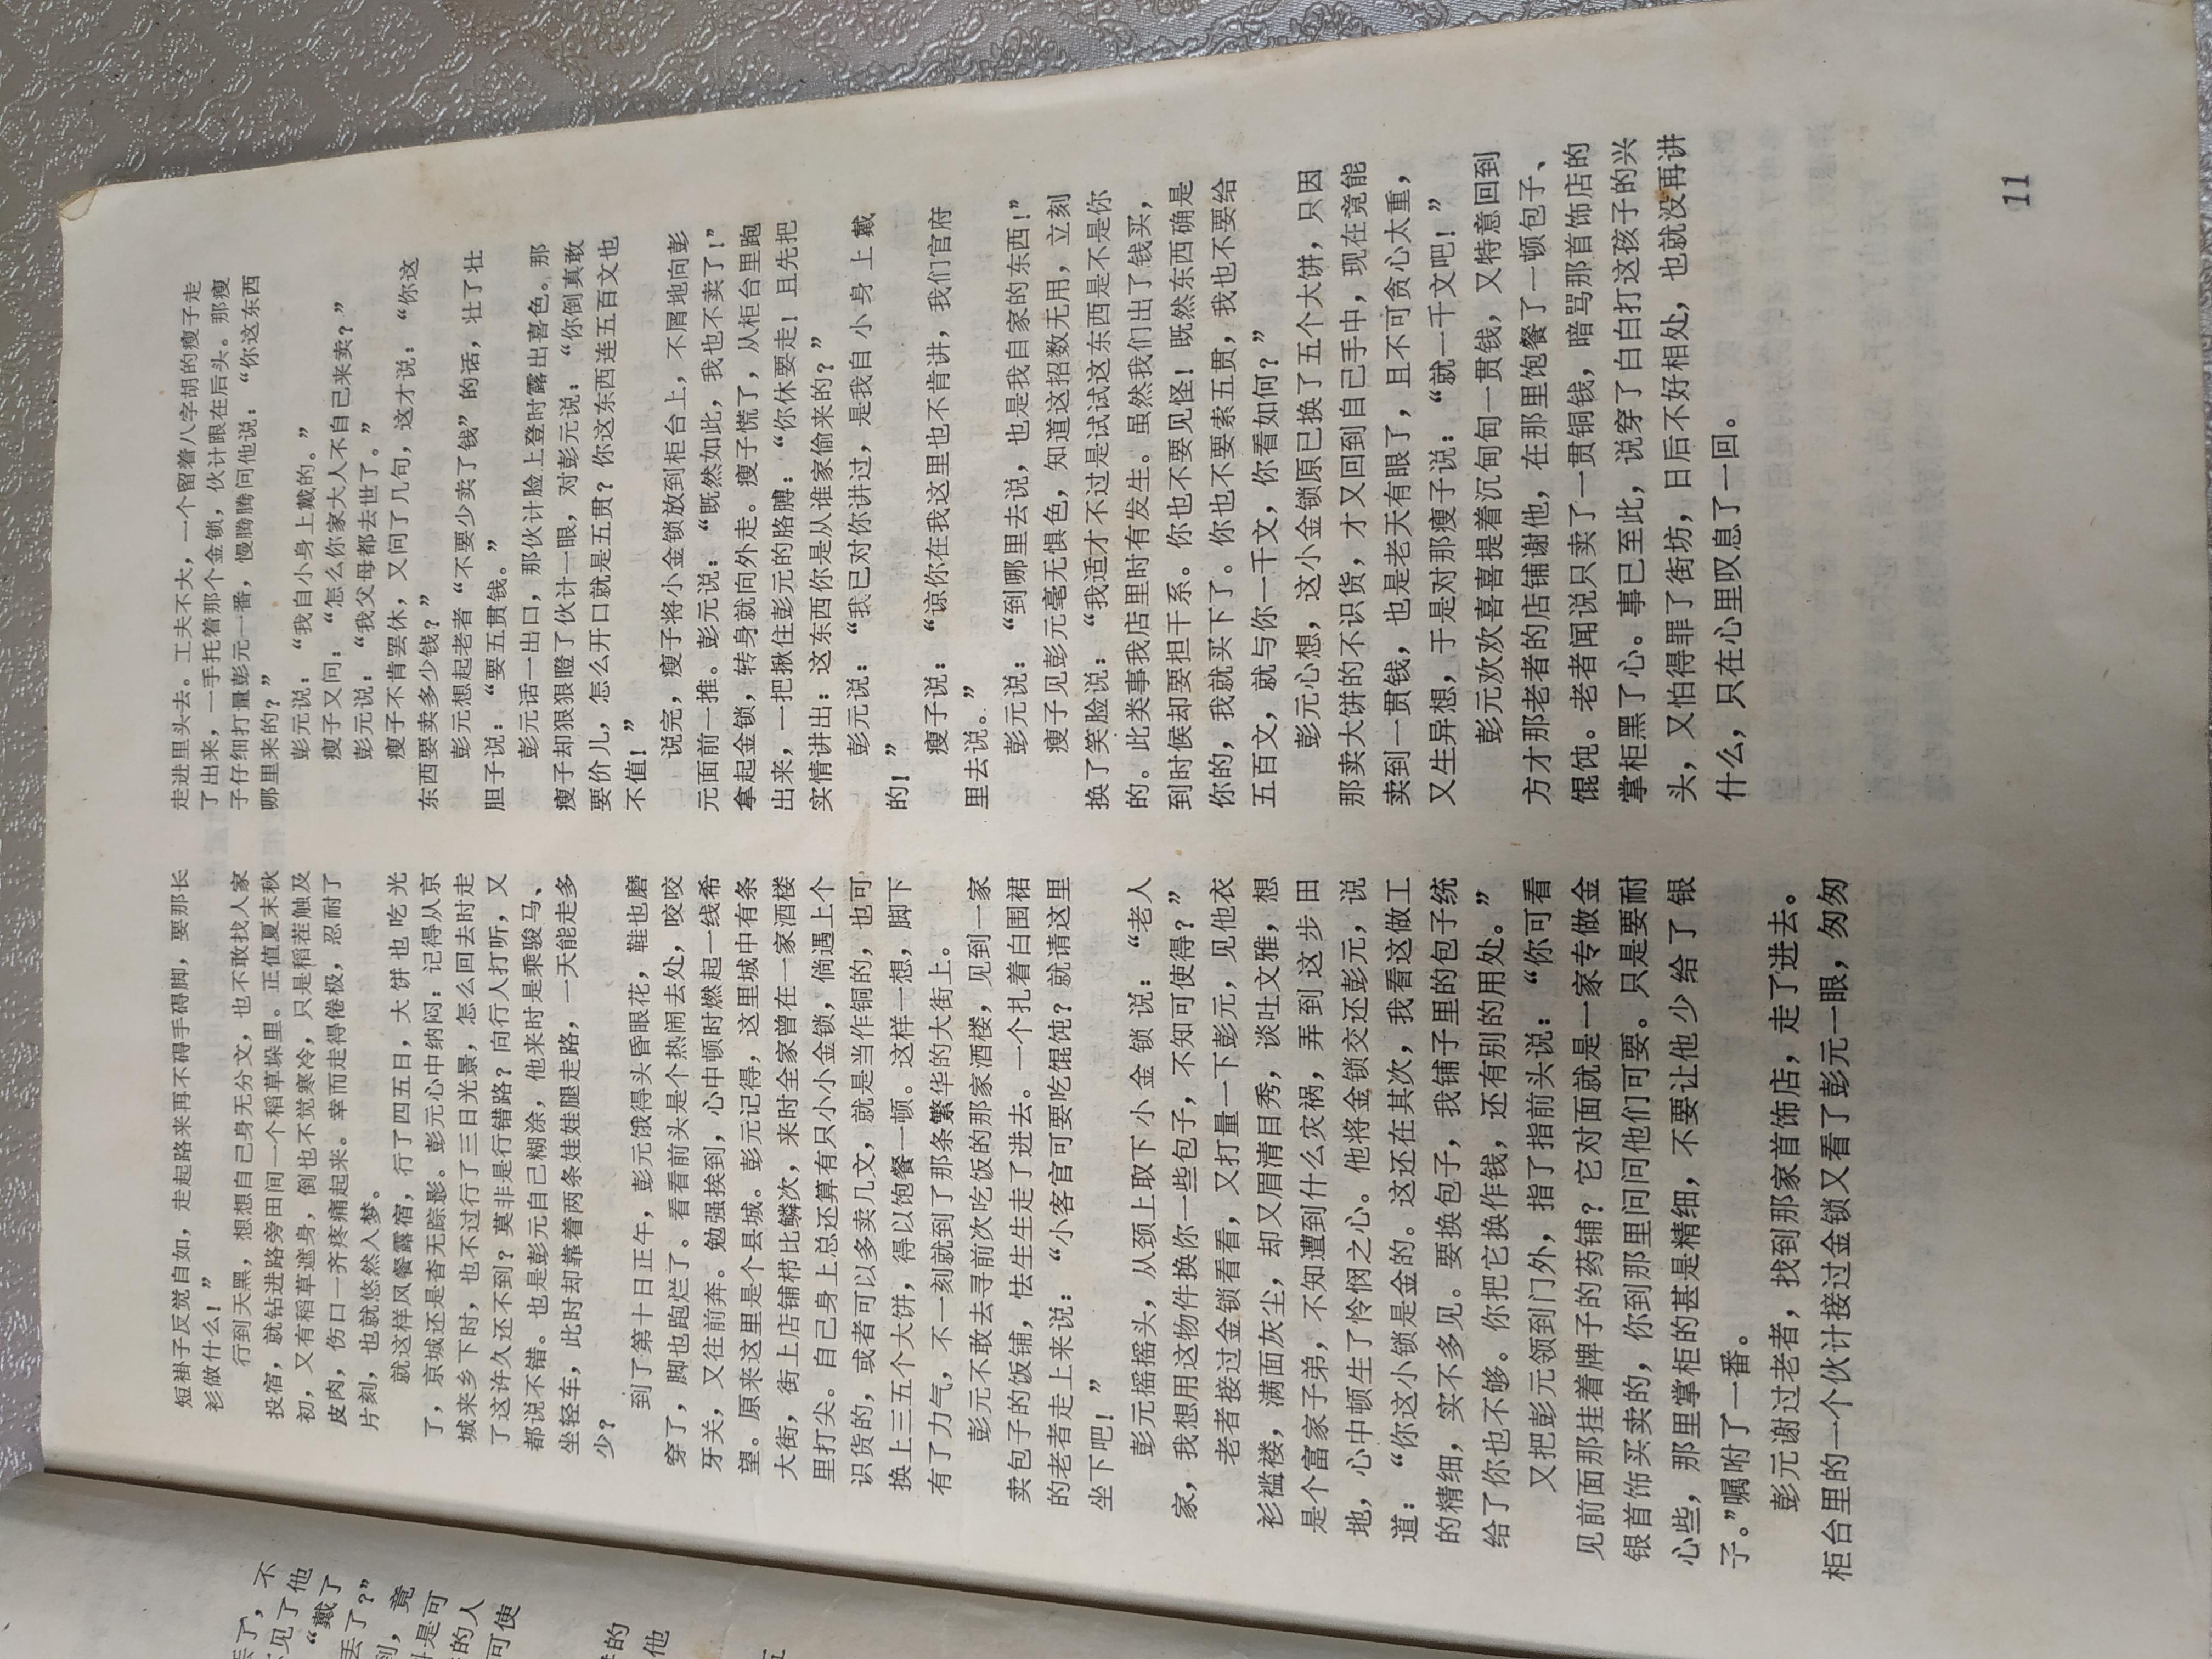 短褂子反觉自如，走起路来再不碍手碍脚，要那长
衫做什么！”
行到天黑，想想自己身无分文，也不敢找人家
投宿，就钻进路旁田间一个稻草垛里。正值夏末秋
初，又有稻草遮身，倒也不觉寒冷，只是稻茬触及
皮肉，伤口一齐疼痛起来。幸而走得倦极，忍耐了
片刻，也就悠然入梦。
就这样风餐露宿，行了四五日，大饼也吃光
了，京城还是杳无踪影。彭元心中纳闷：记得从京
城来乡下时，也不过行了三日光景，怎么回去时走
了这许久还不到？莫非是行错路？向行人打听，又
都说不错。也是彭元自己糊涂，他来时是乘骏马、
坐轻车，此时却靠着两条娃娃腿走路，一天能走多
少？
到了第十日正午，彭元饿得头昏眼花，鞋也磨
穿了，脚也跑烂了。看看前头是个热闹去处，咬咬
牙关，又往前奔。勉强挨到，心中顿时燃起一线希
望。原来这里是个县城。彭元记得，这里城中有条
大街，街上店铺栉比鳞次，来时全家曾在一家酒楼
里打尖。自己身上总还算有只小小金锁，倘遇上个
识货的，或者可以多卖几文，就是当作铜的，也可
换上三五个大饼，得以饱餐一顿。这样一想，脚下
有了力气，不一刻就到了那条繁华的大街上。
彭元不敢去寻前次吃饭的那家酒楼，见到一家
卖包子的饭铺，怯生生走了进去。一个扎着白围裙
的老者走上来说：“小客官可要吃馄饨？就请这里
坐下吧！”
彭元摇摇头，从颈上取下小金锁说：“老人
家，我想用这物件换你一些包子，不知可使得？”
老者接过金锁看看，又打量一下彭元，见他衣
衫褴褛，满面灰尘，却又眉清目秀，谈吐文雅，想
是个富家子弟，不知遭到什么灾祸，弄到这步田
地，心中顿生了怜悯之心。他将金锁交还彭元，说
道：“你这小锁是金的。这还在其次，我看这做工
的精细，实不多见。要换包子，我铺子里的包子统
给了你也不够。你把它换作钱，还有别的用处。”
又把彭元领到门外，指了指前头说：“你可看
见前面那挂着牌子的药铺？它对面就是一家专做金
银首饰买卖的，你到那里问问他们可要。只是要耐
心些，那里掌柜的甚是精细，不要让他少给了银
子。”嘱咐了一番。
彭元谢过老者，找到那家首饰店，走了进去。
柜台里的一个伙计接过金锁又看了彭元一眼，匆匆
走进里头去。工夫不大，一个留着八字胡的瘦子走
了出来，一手托着那个金锁，伙计跟在后头。那瘦
子仔细打量彭元一番，慢腾腾问他说：“你这东西
哪里来的？”
彭元说：“我自小身上戴的。”
瘦子又问：“怎么你家大人不自己来卖？”
彭元说：“我父母都去世了。”
瘦子不肯罢休，又问了几句，这才说：“你这
东西要卖多少钱？”
彭元想起老者“不要少卖了钱”的话，壮了壮
胆子说：“要五贯钱。”
彭元话一出口，那伙计脸上登时露出喜色。那
瘦子却狠狠瞪了伙计一眼，对彭元说：“你倒真敢
要价儿，怎么开口就是五贯？你这东西连五百文也
不值！”
说完，瘦子将小金锁放到柜台上，不屑地向彭
元面前一推。彭元说：“既然如此，我也不卖了！”
拿起金锁，转身就向外走。瘦子慌了，从柜台里跑
出来，一把揪住彭元的胳膊：“你休要走！且先把
实情讲出：这东西你是从谁家偷来的？”
彭元说：“我已对你讲过，是我自小身上戴
的！”
瘦子说：“谅你在我这里也不肯讲，我们官府
里去说。”
彭元说：“到哪里去说，也是我自家的东西！”
瘦子见彭元毫无惧色，知道这招数无用，立刻
换了笑脸说：“我适才不过是试试这东西是不是你
的。此类事我店里时有发生。虽然我们出了钱买，
到时候却要担干系。你也不要见怪！既然东西确是
你的，我就买下了。你也不要索五贯，我也不要给
五百文，就与你一千文，你看如何？”
彭元心想，这小金锁原已换了五个大饼，只因
那卖大饼的不识货，才又回到自己手中，现在竟能
卖到一贯钱，也是老天有眼了，且不可贪心太重，
又生异想，于是对那瘦子说：“就一千文吧！”
彭元欢欢喜喜提着沉甸甸一贯钱，又特意回到
方才那老者的店铺谢他，在那里饱餐了一顿包子、
馄饨。老者闻说只卖了一贯铜钱，暗骂那首饰店的
掌柜黑了心。事已至此，说穿了白白打这孩子的兴
头，又怕得罪了街坊，日后不好相处，也就没再讲
什么，只在心里叹息了一回。
11
丢了，不
见了他
“戴了
丢了？”
到，竟
是可
的人
可使
的
他